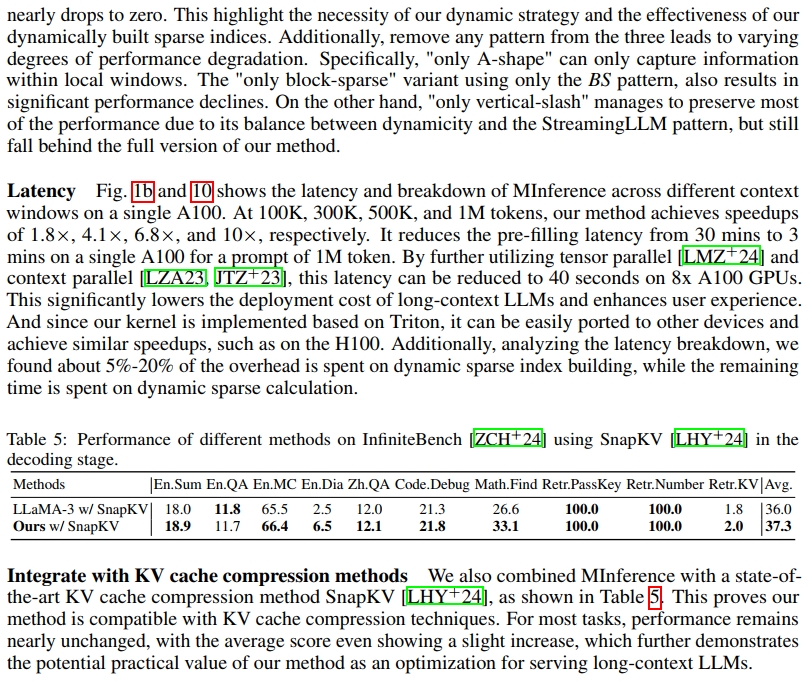 nearly drops to zero. This highlight the necessity of our dynamic strategy and the effectiveness of our
dynamically built sparse indices. Additionally, remove any pattern from the three leads to varying
degrees of performance degradation. Specifically, "only A-shape" can only capture information
within local windows. The "only block-sparse" variant using only the BS pattern, also results in
significant performance declines. On the other hand, "only vertical-slash" manages to preserve most
of the performance due to its balance between dynamicity and the StreamingLLM pattern, but still
fall behind the full version of our method.
Latency Fig. 1b and 10 shows the latency and breakdown of MInference across different context
windows on a single A100. At 100K, 300K, 500K, and 1M tokens, our method achieves speedups
of 1.8×, 4.1×, 6.8×, and 10×, respectively. It reduces the pre-filling latency from 30 mins to 3
mins on a single A100 for a prompt of 1M token. By further utilizing tensor parallel [LMZ+24] and
context parallel [LZA23, JTZ+23], this latency can be reduced to 40 seconds on 8x A100 GPUs.
This significantly lowers the deployment cost of long-context LLMs and enhances user experience.
And since our kernel is implemented based on Triton, it can be easily ported to other devices and
achieve similar speedups, such as on the H100. Additionally, analyzing the latency breakdown, we
found about 5%-20% of the overhead is spent on dynamic sparse index building, while the remaining
time is spent on dynamic sparse calculation.
Table 5: Performance of different methods on InfiniteBench [ZCH+24] using SnapKV [LHY+24] in the
decoding stage.
Methods En.Sum En.QA En.MC En.Dia Zh.QA Code.Debug Math.Find Retr.PassKey Retr.Number Retr.KV Avg.
LLaMA-3 w/ SnapKV 18.0 11.8 65.5 2.5 12.0 21.3 26.6 100.0 100.0 1.8 36.0
Ours w/ SnapKV 18.9 11.7 66.4 6.5 12.1 21.8 33.1 100.0 100.0 2.0 37.3
Integrate with KV cache compression methods We also combined MInference with a state-of-
the-art KV cache compression method SnapKV [LHY+24], as shown in Table 5. This proves our
method is compatible with KV cache compression techniques. For most tasks, performance remains
nearly unchanged, with the average score even showing a slight increase, which further demonstrates
the potential practical value of our method as an optimization for serving long-context LLMs.